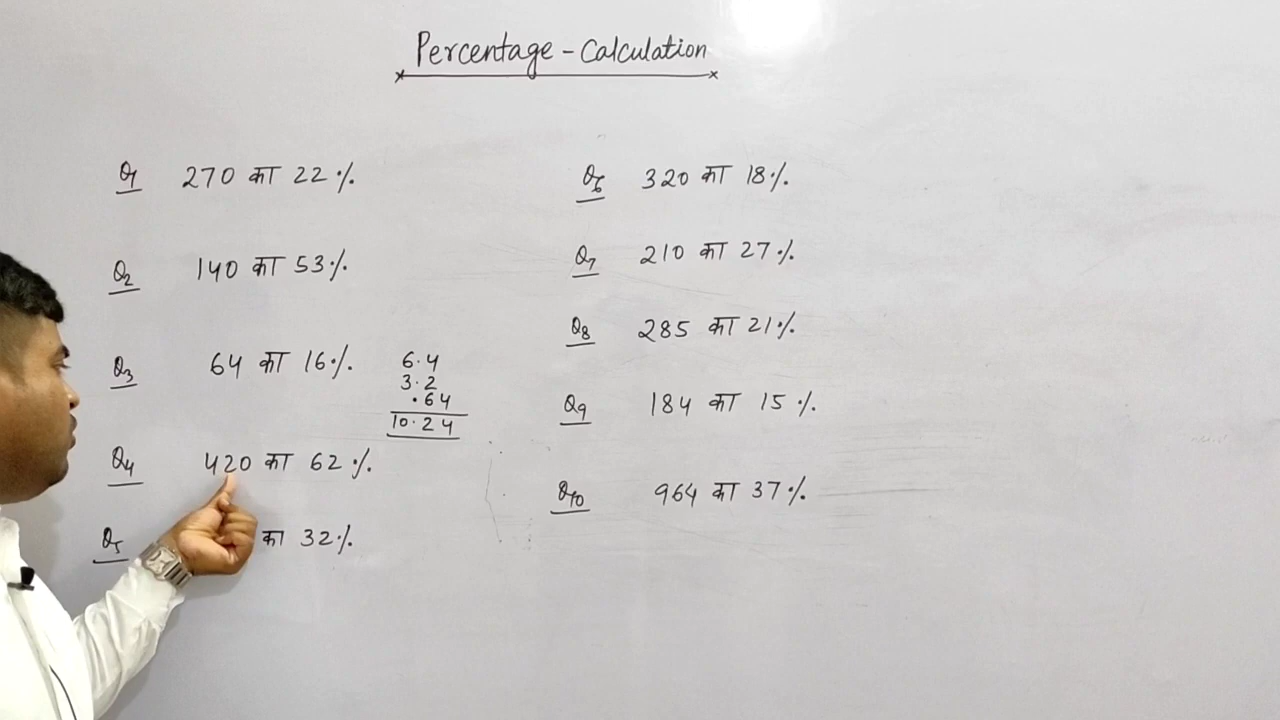 Percentage - Calculation
Q1 270 का 22%
Q2 140 का 53%
Q3 64 का 16%
6.4
3.2
.64
10.24
Q4 420 का 62%
Q5 का 32%
Q6 320 का 18%
Q7 210 का 27%
Q8 285 का 21%
Q9 184 का 15%
Q10 964 का 37%